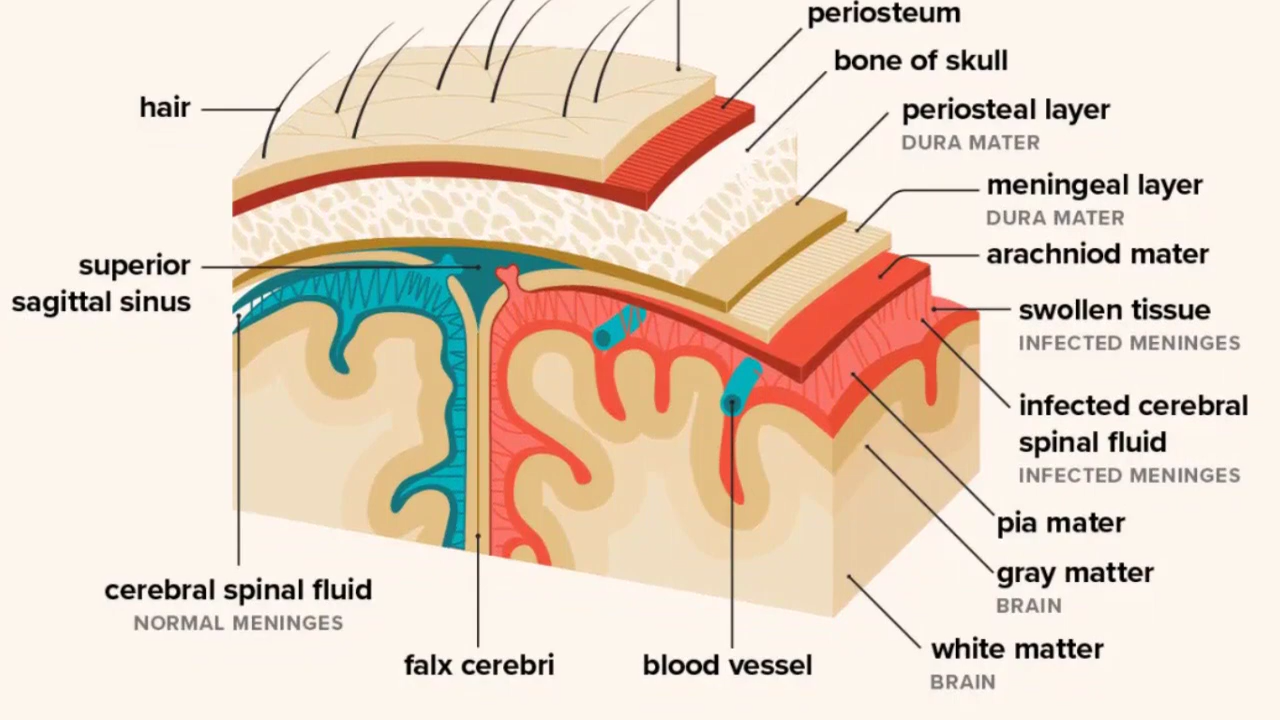 periosteum
bone of skull
hair
periosteal layer
DURA MATER
meningeal layer
DURA MATER
arachniod mater
superior
sagittal sinus
swollen tissue
INFECTED MENINGES
infected cerebral
spinal fluid
INFECTED MENINGES
pia mater
gray matter
BRAIN
cerebral spinal fluid
NORMAL MENINGES
falx cerebri
blood vessel
white matter
BRAIN